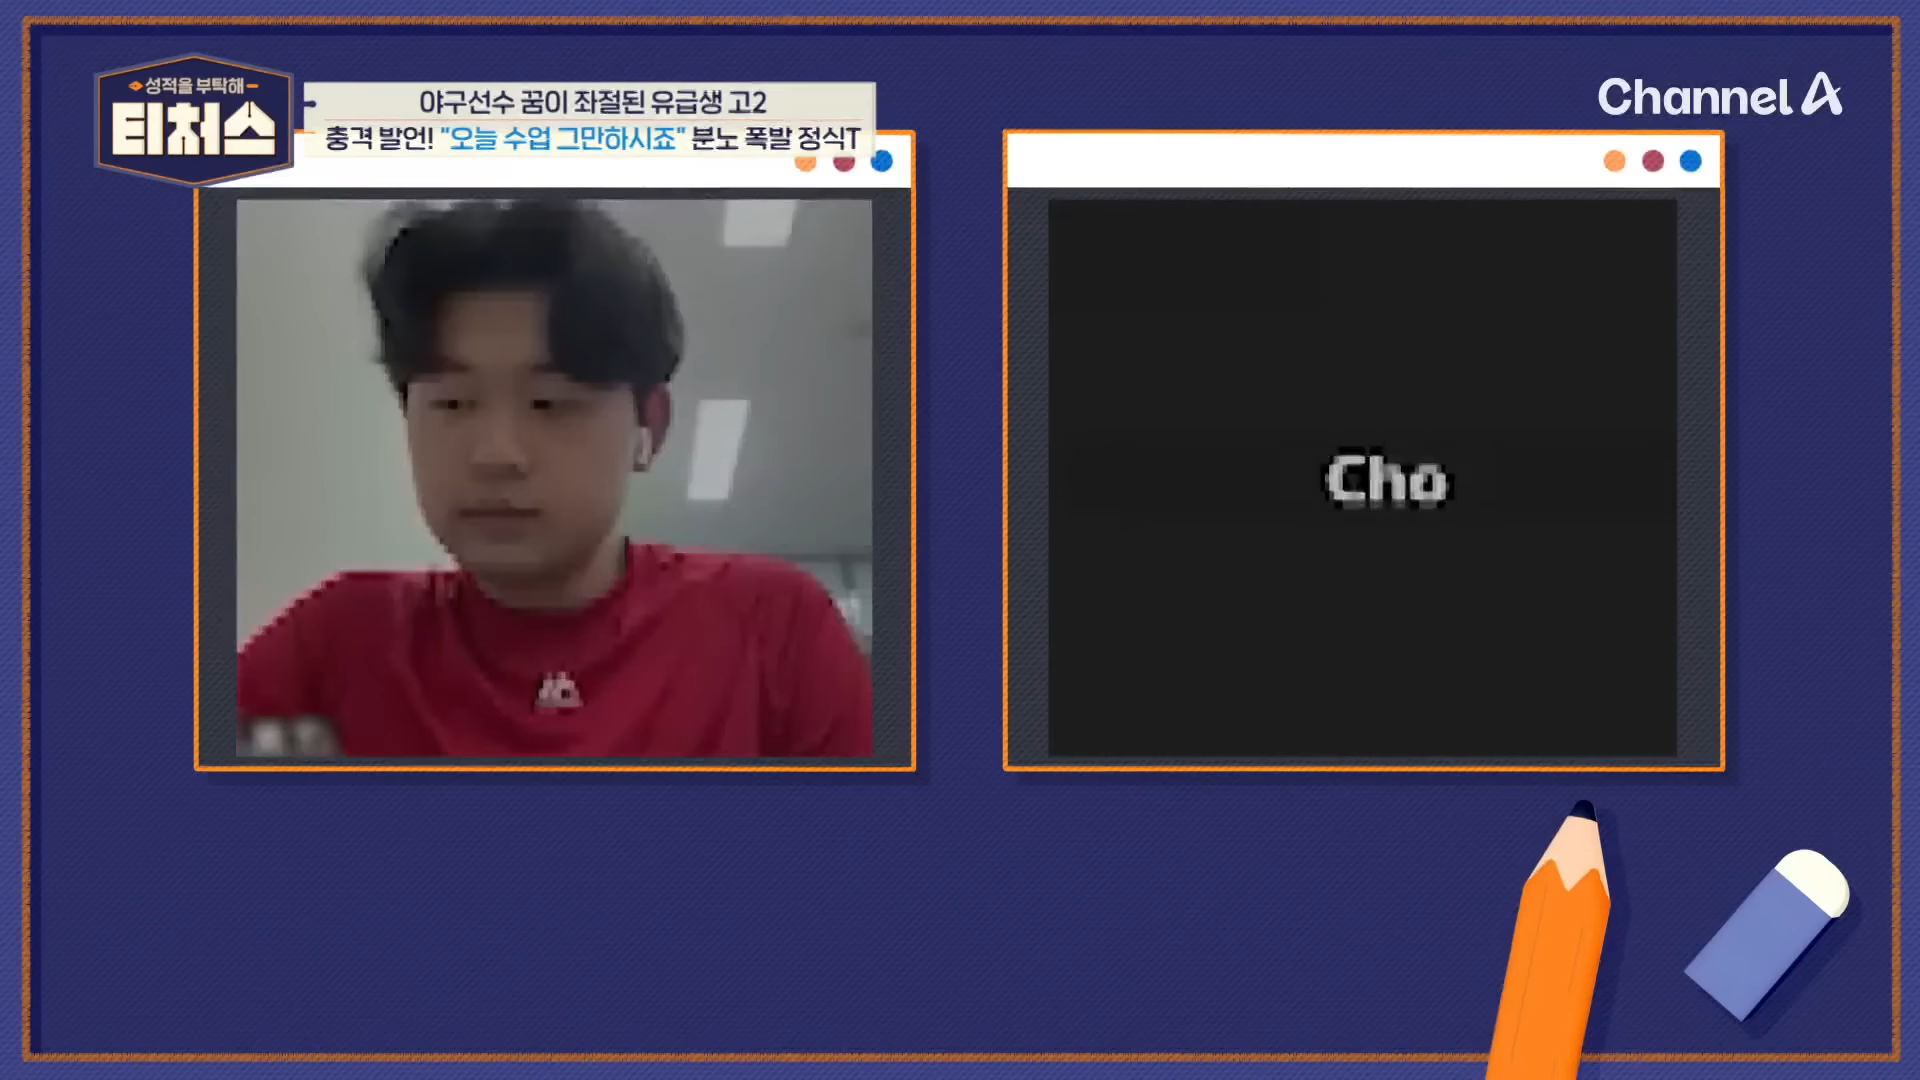 성적을 부탁해
티처스
야구선수 꿈이 좌절된 유급생 고2
충격 발언! "오늘 수업 그만하시죠" 분노 폭발 정식T
Channel A
Cho